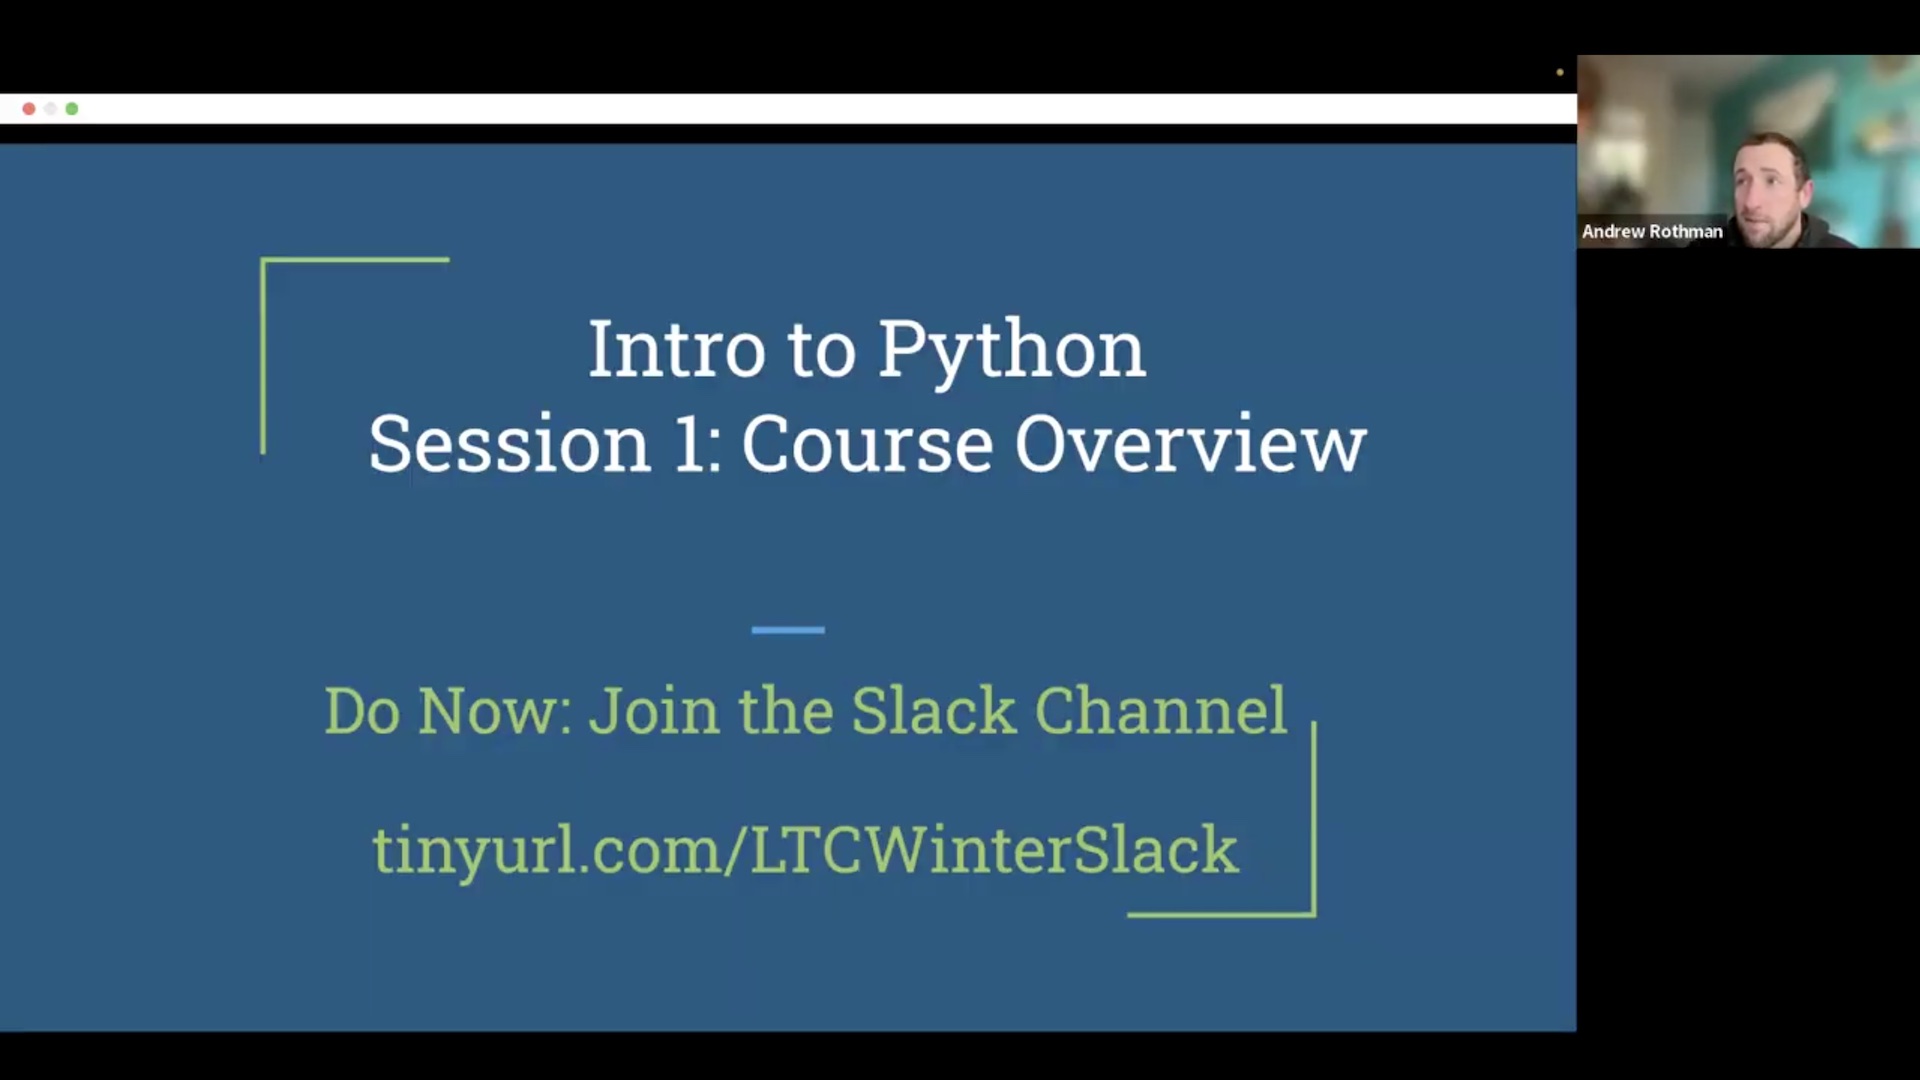 Intro to Python
Session 1: Course Overview
Do Now: Join the Slack Channel
tinyurl.com/LTCWinterSlack
Andrew Rothman